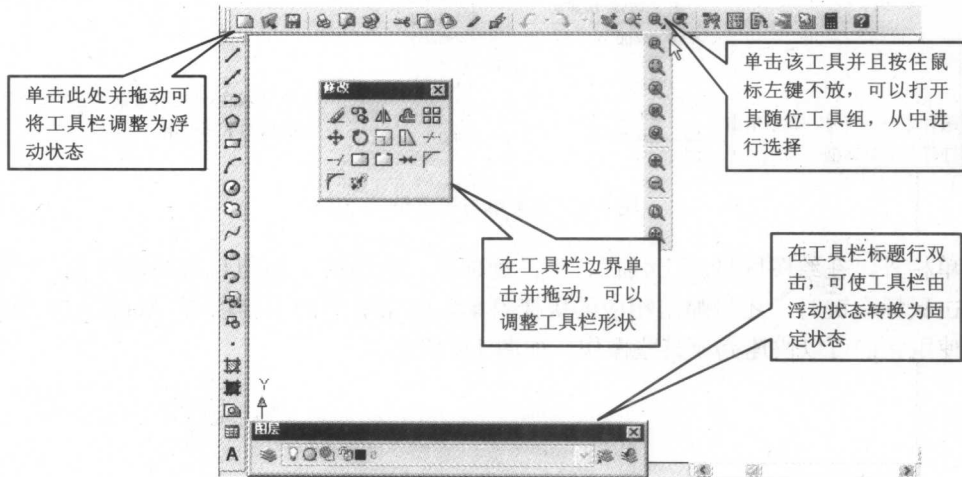 单击此处并拖动可
将工具栏调整为浮
动状态
修改
单击该工具并且按住鼠
标左键不放，可以打开
其随位工具组，从中进
行选择
在工具栏边界单
击并拖动，可以
调整工具栏形状
在工具栏标题行双
击，可使工具栏由
浮动状态转换为固
定状态
Y
图层
0
A